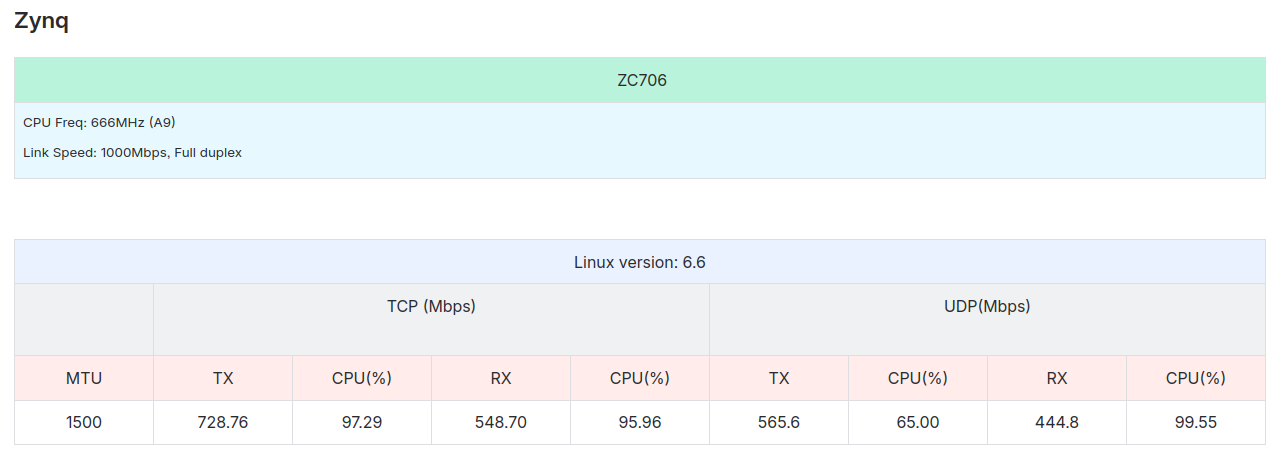 Zynq
ZC706
CPU Freq: 666MHz (A9)
Link Speed: 1000Mbps, Full duplex
Linux version: 6.6
TCP (Mbps) UDP(Mbps)
MTU TX CPU(%) RX CPU(%) TX CPU(%) RX CPU(%)
1500 728.76 97.29 548.70 95.96 565.6 65.00 444.8 99.55